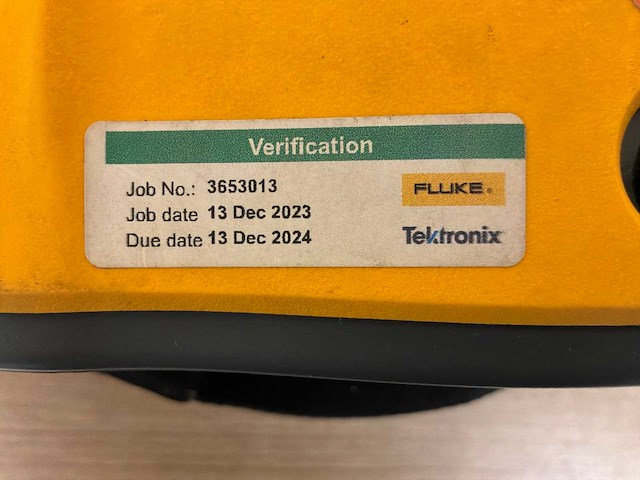 Verification
Job No.: 3653013
FLUKE®
Job date 13 Dec 2023
Due date 13 Dec 2024
Tektronix